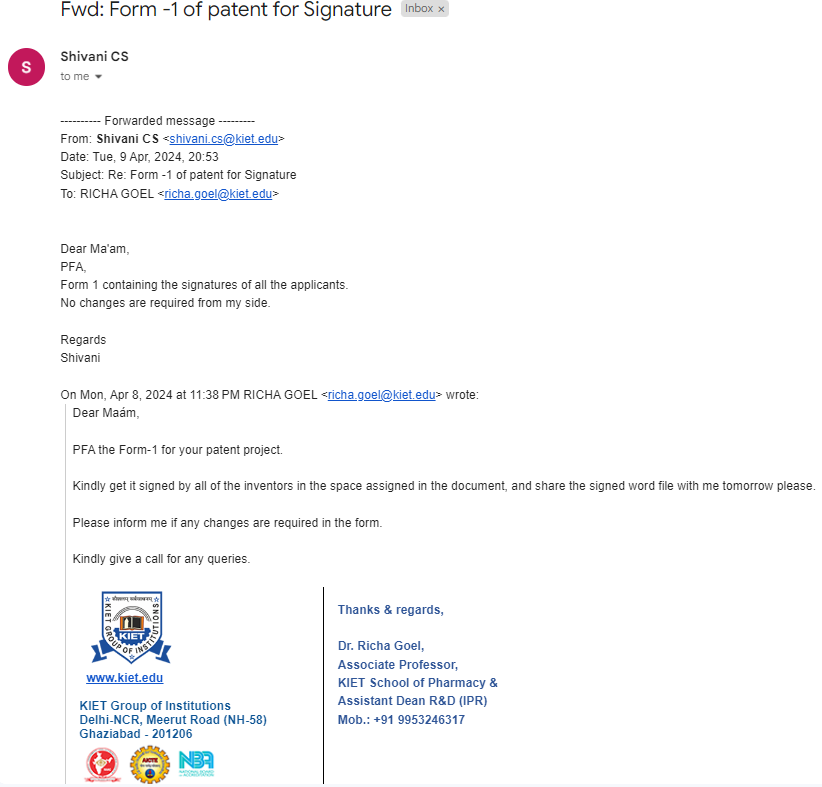 Fwd: Form -1 of patent for Signature Inbox ×
S
Shivani CS
to me
---------- Forwarded message ---------
From: Shivani CS <shivani.cs@kiet.edu>
Date: Tue, 9 Apr, 2024, 20:53
Subject: Re: Form -1 of patent for Signature
To: RICHA GOEL <richa.goel@kiet.edu>
Dear Ma'am,
PFA,
Form 1 containing the signatures of all the applicants.
No changes are required from my side.
Regards
Shivani
On Mon, Apr 8, 2024 at 11:38 PM RICHA GOEL <richa.goel@kiet.edu> wrote:
Dear Maám,
PFA the Form-1 for your patent project.
Kindly get it signed by all of the inventors in the space assigned in the document, and share the signed word file with me tomorrow please.
Please inform me if any changes are required in the form.
Kindly give a call for any queries.
KIET GROUP OF INSTITUTIONS
KIET
www.kiet.edu
KIET Group of Institutions
Delhi-NCR, Meerut Road (NH-58)
Ghaziabad - 201206
AICTE
NBA
NATIONAL BOARD
OF ACCREDITATION
Thanks & regards,
Dr. Richa Goel,
Associate Professor,
KIET School of Pharmacy &
Assistant Dean R&D (IPR)
Mob.: +91 9953246317